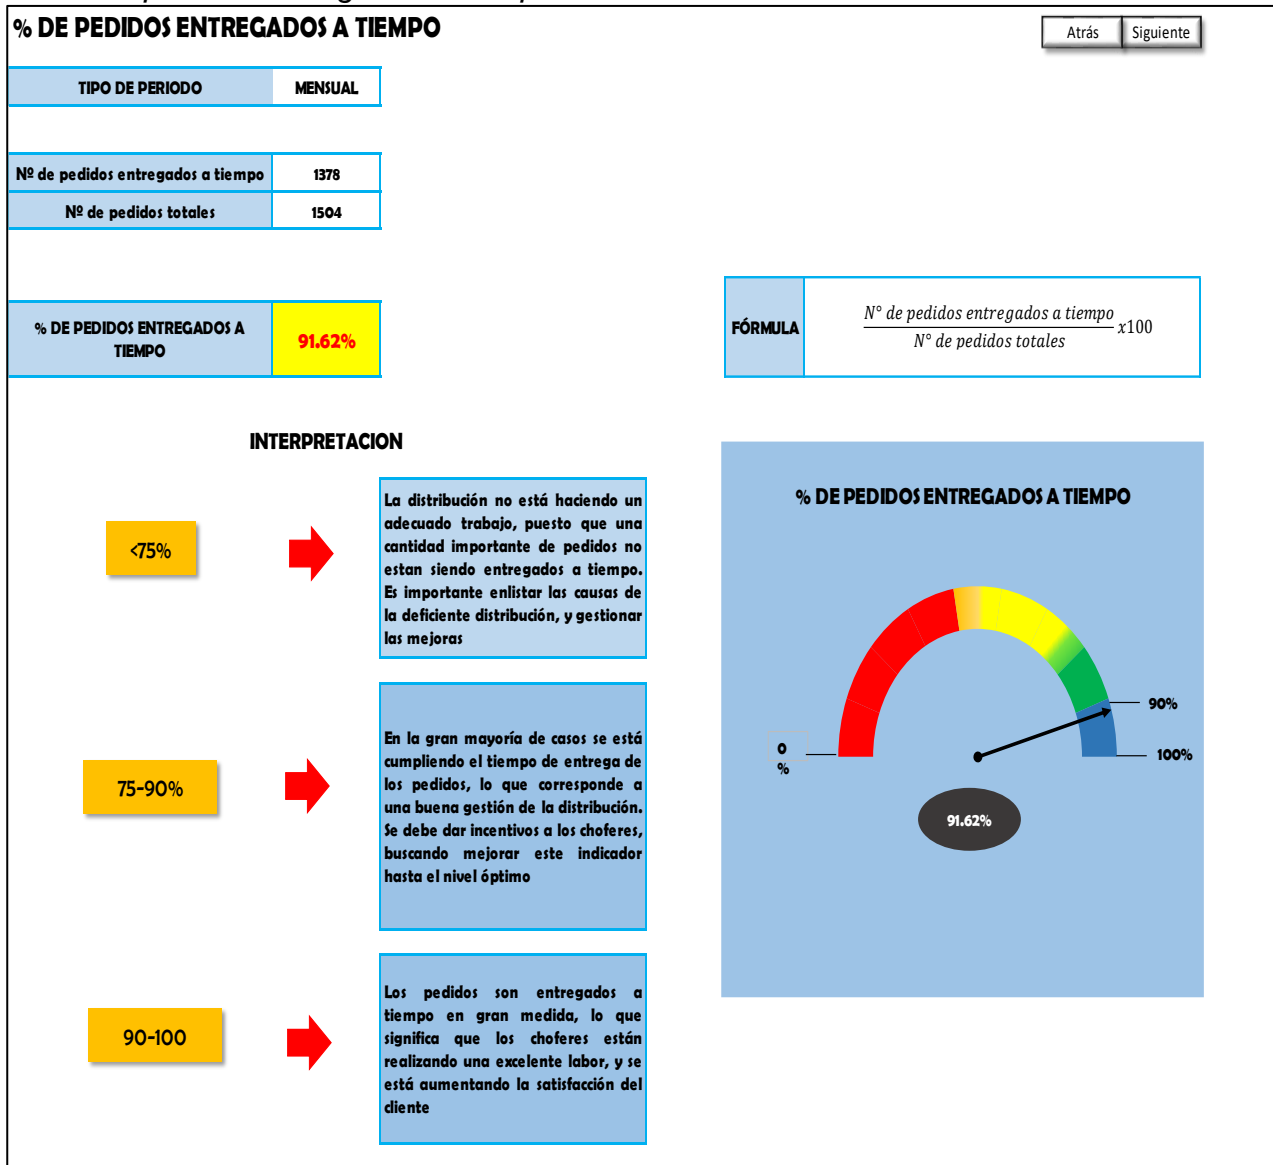 % DE PEDIDOS ENTREGADOS A TIEMPO
Atrás
Siguiente
TIPO DE PERIODO
MENSUAL
Nº de pedidos entregados a tiempo
1378
Nº de pedidos totales
1504
% DE PEDIDOS ENTREGADOS A
TIEMPO
91.62%
FÓRMULA
N° de pedidos entregados a tiempo
x100
N° de pedidos totales
INTERPRETACION
<75%
La distribución no está haciendo un
adecuado trabajo, puesto que una
cantidad importante de pedidos no
estan siendo entregados a tiempo.
Es importante enlistar las causas de
la deficiente distribución, y gestionar
las mejoras
75-90%
En la gran mayoría de casos se está
cumpliendo el tiempo de entrega de
los pedidos, lo que corresponde a
una buena gestión de la distribución.
Se debe dar incentivos a los choferes,
buscando mejorar este indicador
hasta el nivel óptimo
90-100
Los pedidos son entregados a
tiempo en gran medida, lo que
significa que los choferes están
realizando una excelente labor, y se
está aumentando la satisfacción del
cliente
% DE PEDIDOS ENTREGADOS A TIEMPO
90%
0
%
100%
91.62%